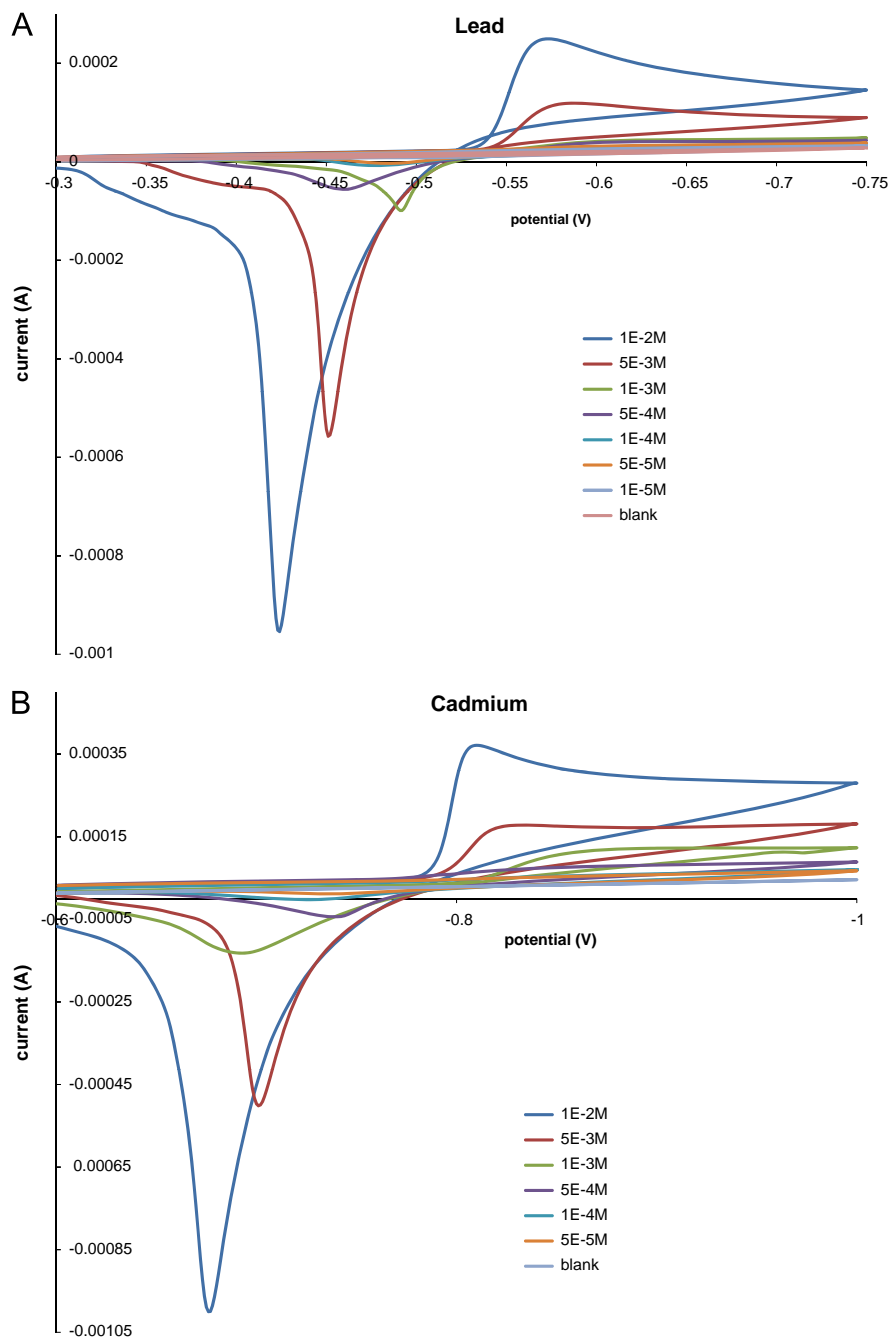 A
Lead
0.0002
0
-0.3 -0.35 -0.4 -0.45 -0.5 -0.55 -0.6 -0.65 -0.7 -0.75
potential (V)
-0.0002
-0.0004
-0.0006
-0.0008
-0.001
current (A)
1E-2M
5E-3M
1E-3M
5E-4M
1E-4M
5E-5M
1E-5M
blank
B
Cadmium
0.00035
0.00015
-0.6 -0.8 -1
-0.00005
potential (V)
-0.00025
-0.00045
-0.00065
-0.00085
-0.00105
current (A)
1E-2M
5E-3M
1E-3M
5E-4M
1E-4M
5E-5M
blank